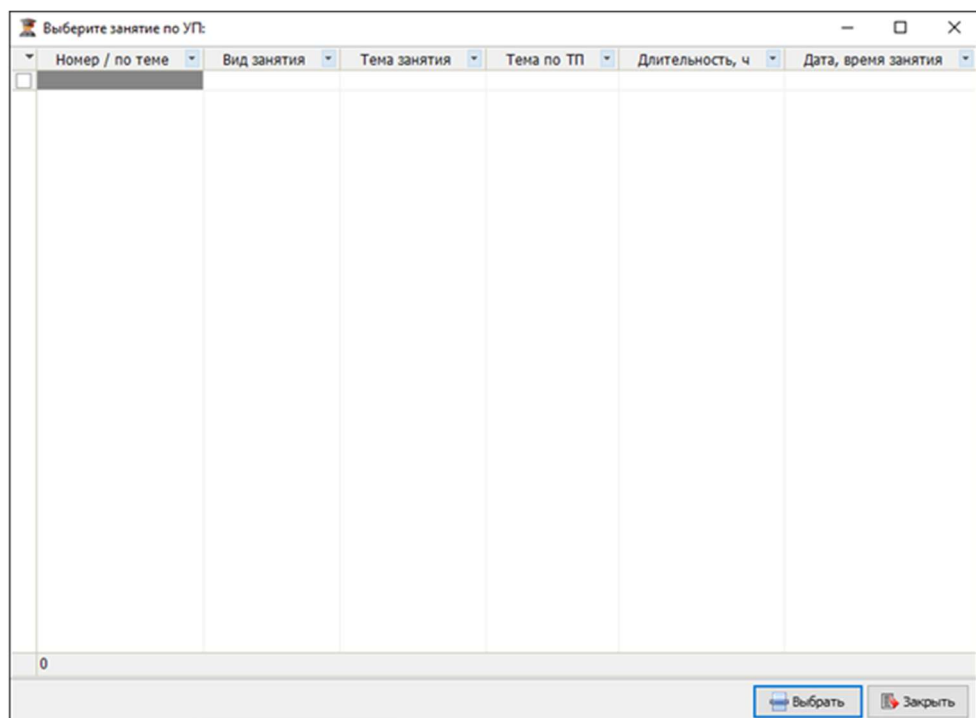 Выберите занятие по УП:
Номер / по теме Вид занятия Тема занятия Тема по ТП Длительность, ч Дата, время занятия
0
Выбрать Закрыть